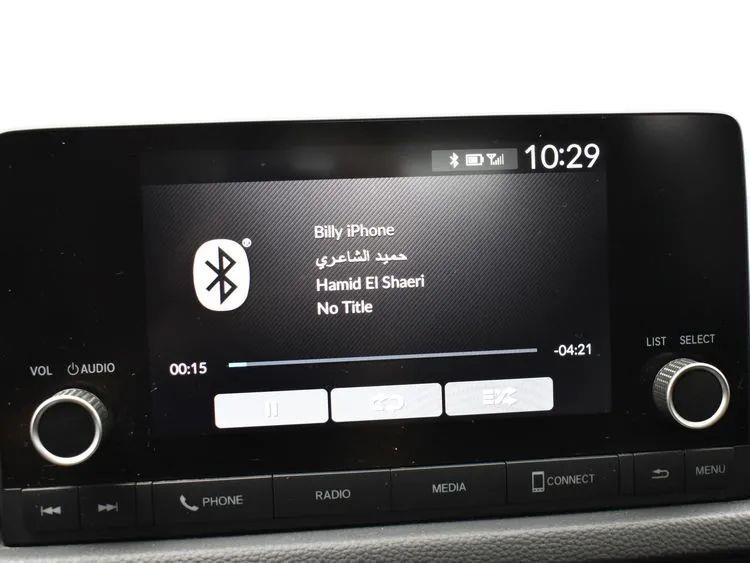 10:29
Billy iPhone
حميد الشاعري
Hamid El Shaeri
No Title
00:15
-04:21
VOL AUDIO
LIST SELECT
PHONE
RADIO
MEDIA
CONNECT
MENU